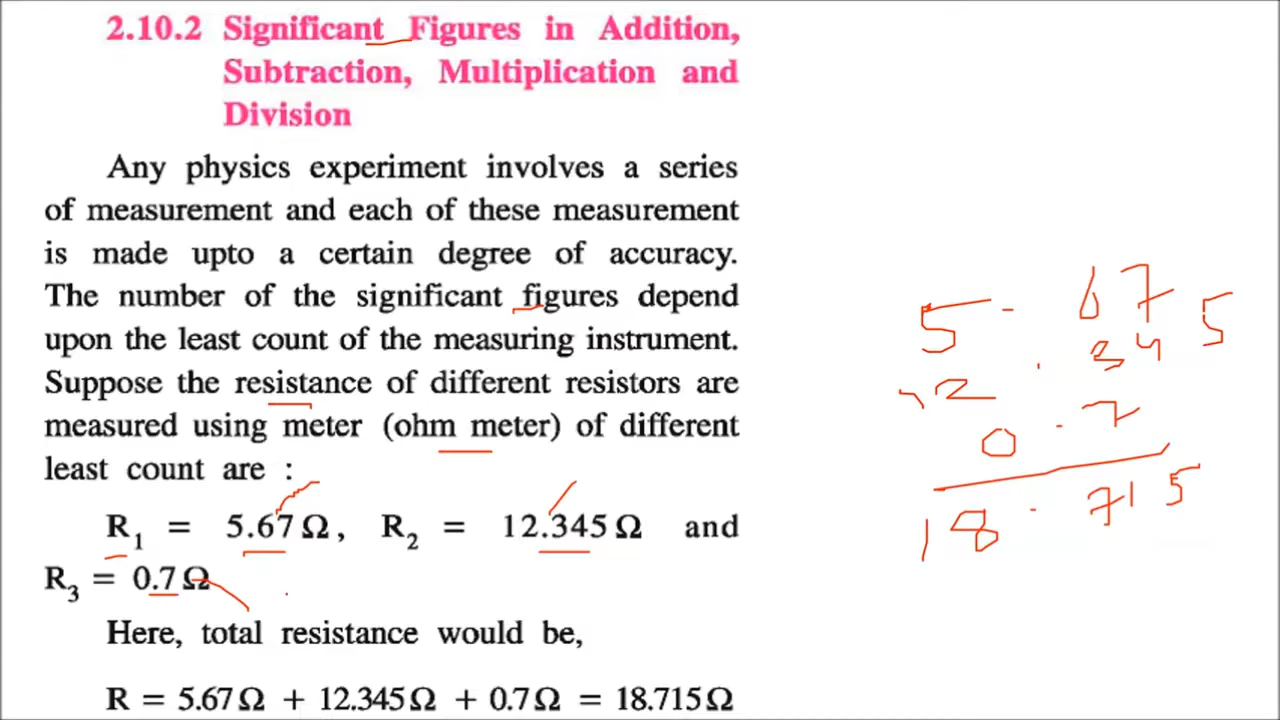 2.10.2 Significant Figures in Addition,
Subtraction, Multiplication and
Division
Any physics experiment involves a series
of measurement and each of these measurement
is made upto a certain degree of accuracy.
The number of the significant figures depend
upon the least count of the measuring instrument.
Suppose the resistance of different resistors are
measured using meter (ohm meter) of different
least count are :
R₁ = 5.67 Ω, R₂ = 12.345 Ω and
R₃ = 0.7 Ω
Here, total resistance would be,
R = 5.67 Ω + 12.345 Ω + 0.7 Ω = 18.715 Ω
5.67
12.345
0.7
18.715